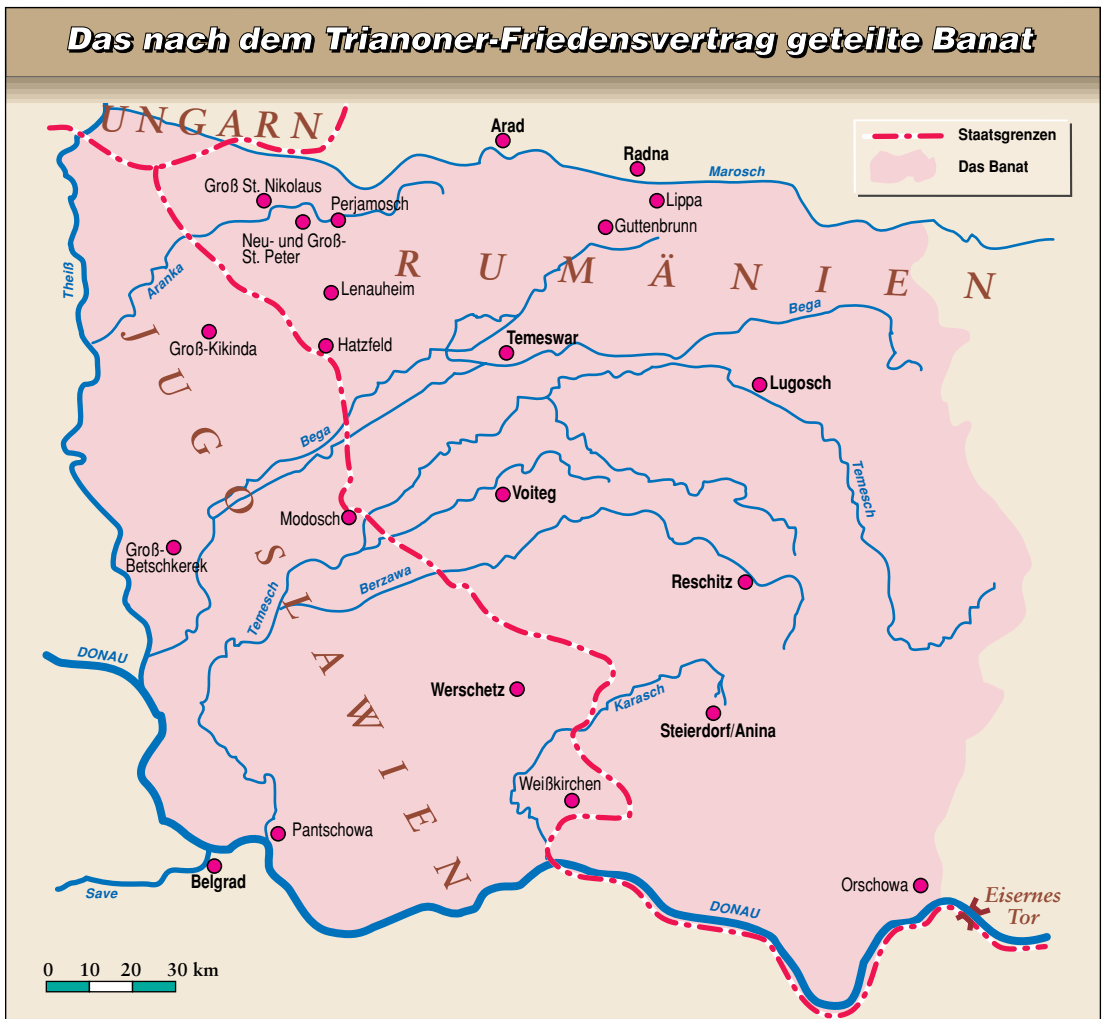 Das nach dem Trianoner-Friedensvertrag geteilte Banat
UNGARN
Arad
Radna
Marosch
Staatsgrenzen
Das Banat
Groß St. Nikolaus
Perjamosch
Lippa
Guttenbrunn
Neu- und Groß-
St. Peter
Theiß
Aranka
RUMÄNIEN
Lenauheim
Bega
Groß-Kikinda
Hatzfeld
Temeswar
Lugosch
JUGOSLAWIEN
Bega
Temesch
Voiteg
Modosch
Groß-
Betschkerek
Berzawa
Reschitz
Temesch
DONAU
Werschetz
Karasch
Steierdorf/Anina
Weißkirchen
Pantschowa
Belgrad
Save
DONAU
Orschowa
Eisernes
Tor
0 10 20 30 km